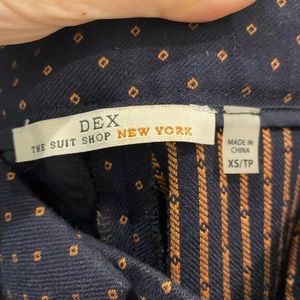 DEX
THE SUIT SHOP NEW YORK
MADE IN
CHINA
XS/TP